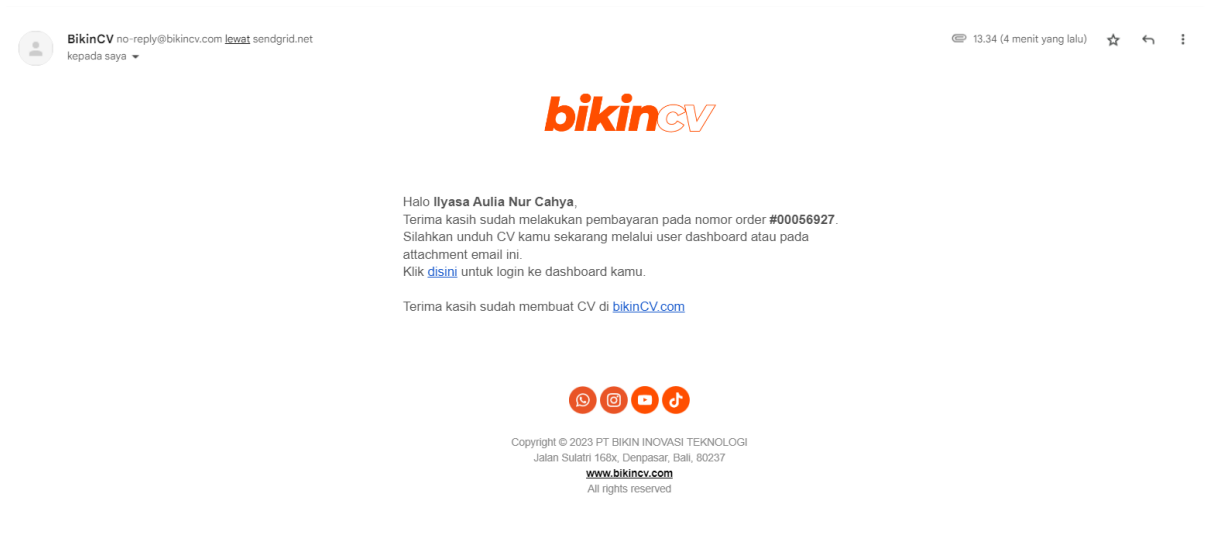 BikinCV no-reply@bikincv.com lewat sendgrid.net
13.34 (4 menit yang lalu)
kepada saya
bikincv
Halo Ilyasa Aulia Nur Cahya,
Terima kasih sudah melakukan pembayaran pada nomor order #00056927.
Silahkan unduh CV kamu sekarang melalui user dashboard atau pada
attachment email ini.
Klik disini untuk login ke dashboard kamu.
Terima kasih sudah membuat CV di bikinCV.com
Copyright © 2023 PT BIKIN INOVASI TEKNOLOGI
Jalan Sulatri 168x, Denpasar, Bali, 80237
www.bikincv.com
All rights reserved